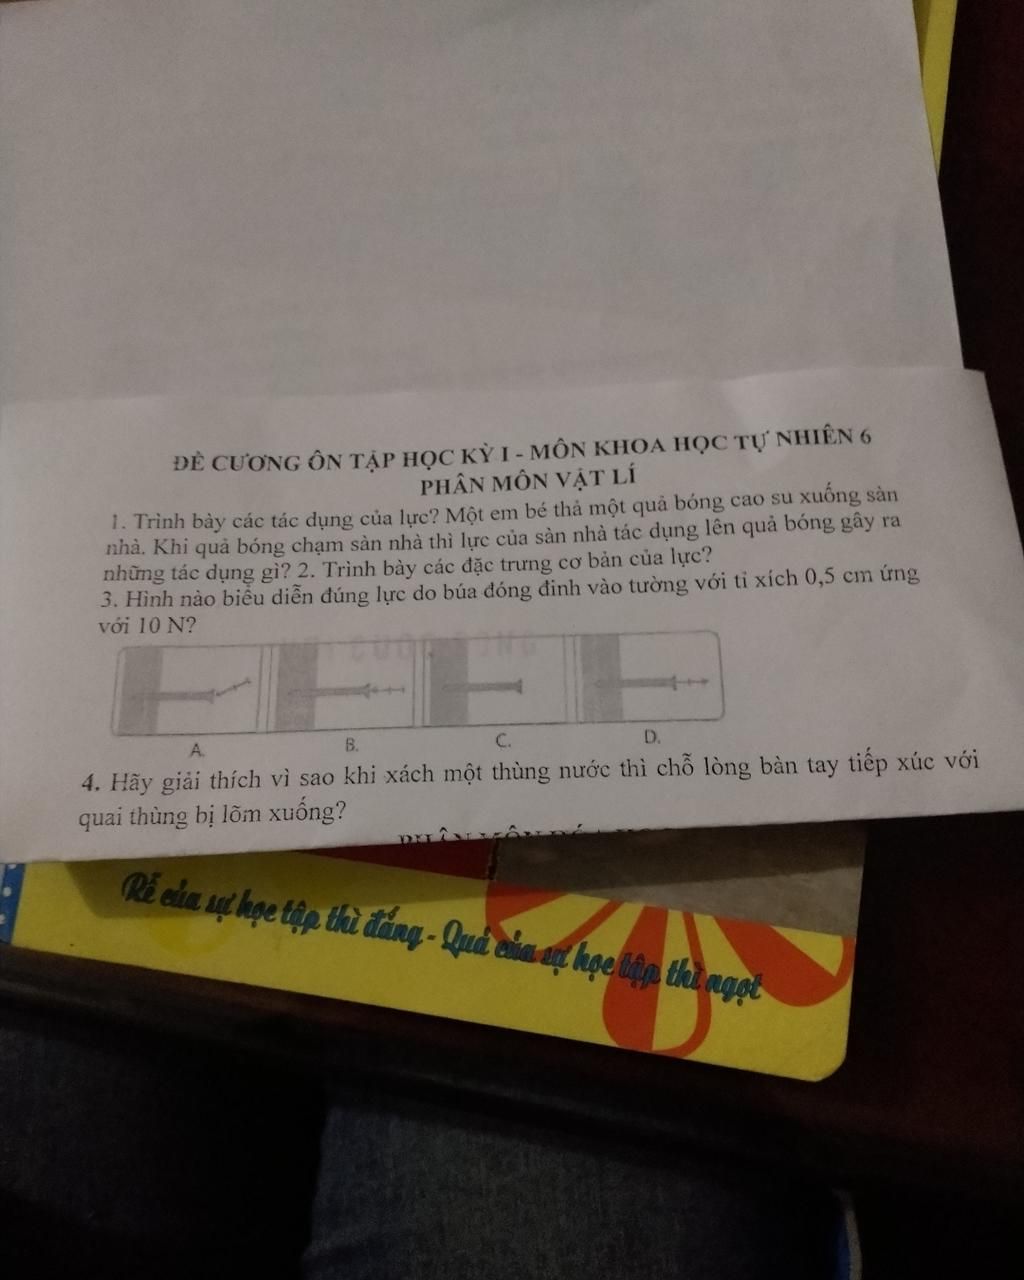 ĐỀ CƯƠNG ÔN TẬP HỌC KỲ I - MÔN KHOA HỌC TỰ NHIÊN 6
PHÂN MÔN VẬT LÍ
1. Trình bày các tác dụng của lực? Một em bé thả một quả bóng cao su xuống sàn
nhà. Khi quả bóng chạm sàn nhà thì lực của sàn nhà tác dụng lên quả bóng gây ra
những tác dụng gì? 2. Trình bày các đặc trưng cơ bản của lực?
3. Hình nào biểu diễn đúng lực do búa đóng đinh vào tường với tỉ xích 0,5 cm ứng
với 10 N?
A. B. C. D.
4. Hãy giải thích vì sao khi xách một thùng nước thì chỗ lòng bàn tay tiếp xúc với
quai thùng bị lõm xuống?
Rễ của sự học tập thì đắng - Quả của sự học tập thì ngọt